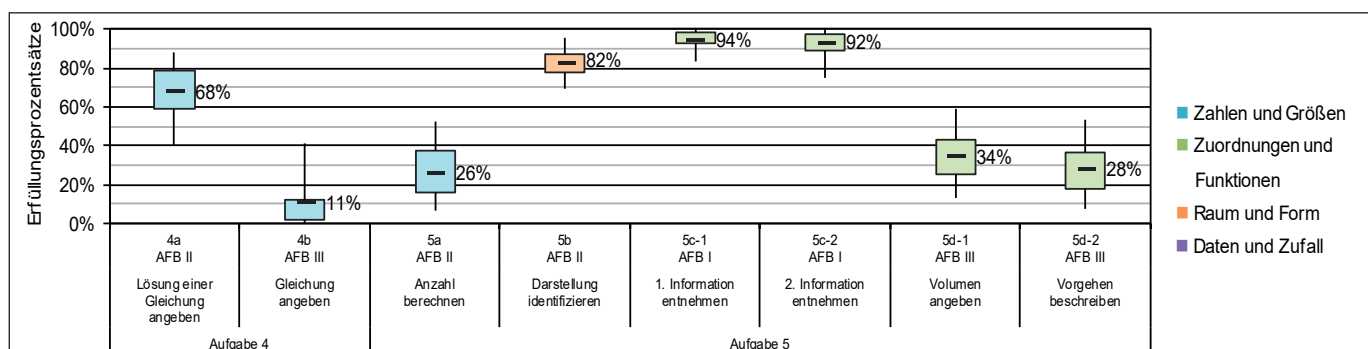 Erfüllungsprozentsätze
100%
80%
60%
40%
20%
0%
68%
11%
26%
82%
94%
92%
34%
28%
4a
AFB II
Lösung einer
Gleichung
angeben
4b
AFB III
Gleichung
angeben
5a
AFB II
Anzahl
berechnen
5b
AFB II
Darstellung
identifizieren
5c-1
AFB I
1. Information
entnehmen
5c-2
AFB I
2. Information
entnehmen
5d-1
AFB III
Volumen
angeben
5d-2
AFB III
Vorgehen
beschreiben
Aufgabe 4
Aufgabe 5
Zahlen und Größen
Zuordnungen und
Funktionen
Raum und Form
Daten und Zufall